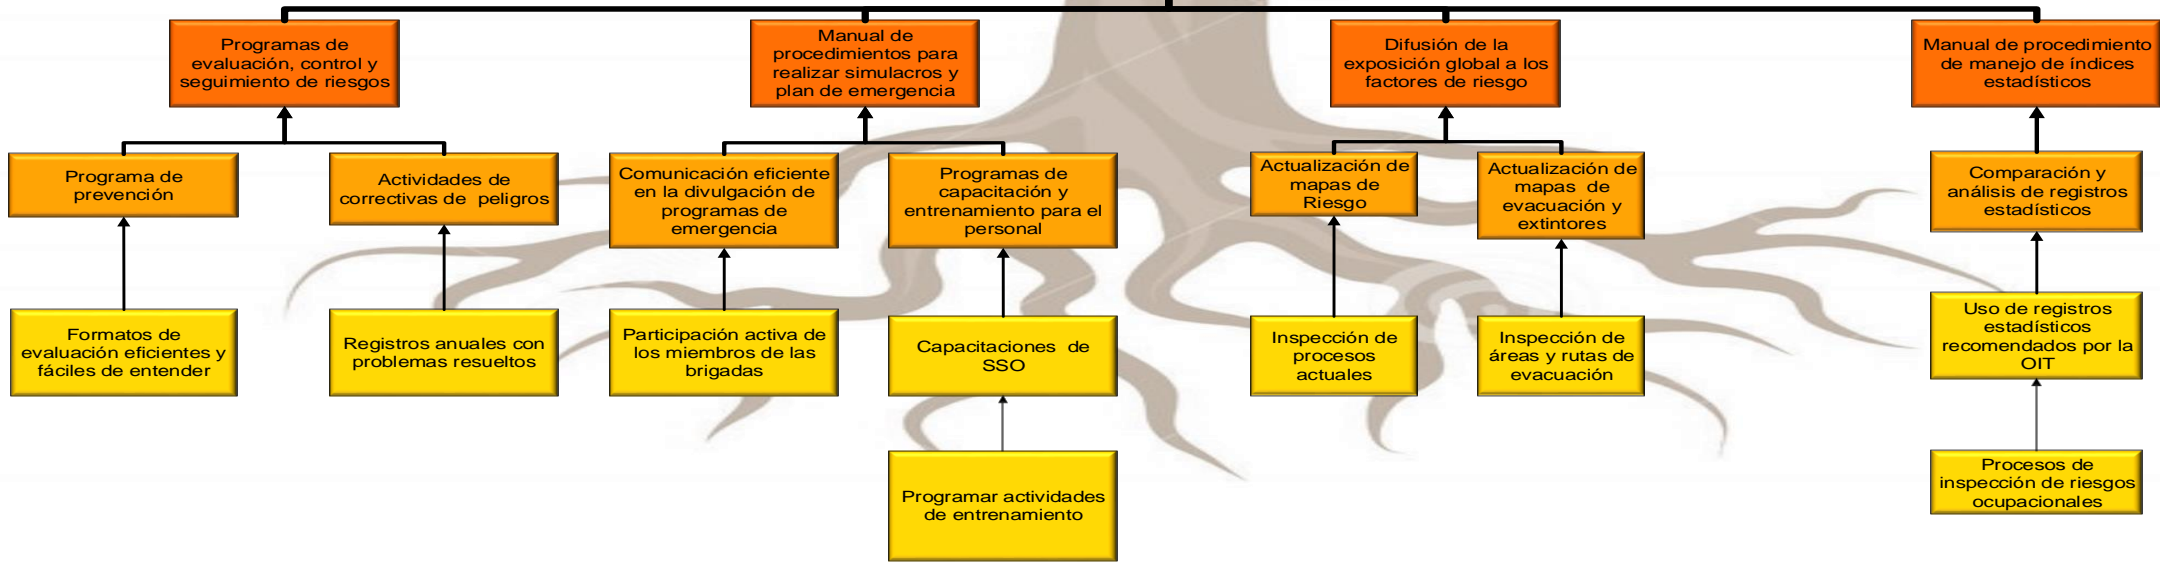 Programas de
evaluación, control y
seguimiento de riesgos
Manual de
procedimientos para
realizar simulacros y
plan de emergencia
Difusión de la
exposición global a los
factores de riesgo
Manual de procedimiento
de manejo de índices
estadísticos
Programa de
prevención
Actividades de
correctivas de peligros
Comunicación eficiente
en la divulgación de
programas de
emergencia
Programas de
capacitación y
entrenamiento para el
personal
Actualización de
mapas de
Riesgo
Actualización de
mapas de
evacuación y
extintores
Comparación y
análisis de registros
estadísticos
Formatos de
evaluación eficientes y
fáciles de entender
Registros anuales con
problemas resueltos
Participación activa de
los miembros de las
brigadas
Capacitaciones de
SSO
Inspección de
procesos
actuales
Inspección de
áreas y rutas de
evacuación
Uso de registros
estadísticos
recomendados por la
OIT
Programar actividades
de entrenamiento
Procesos de
inspección de riesgos
ocupacionales